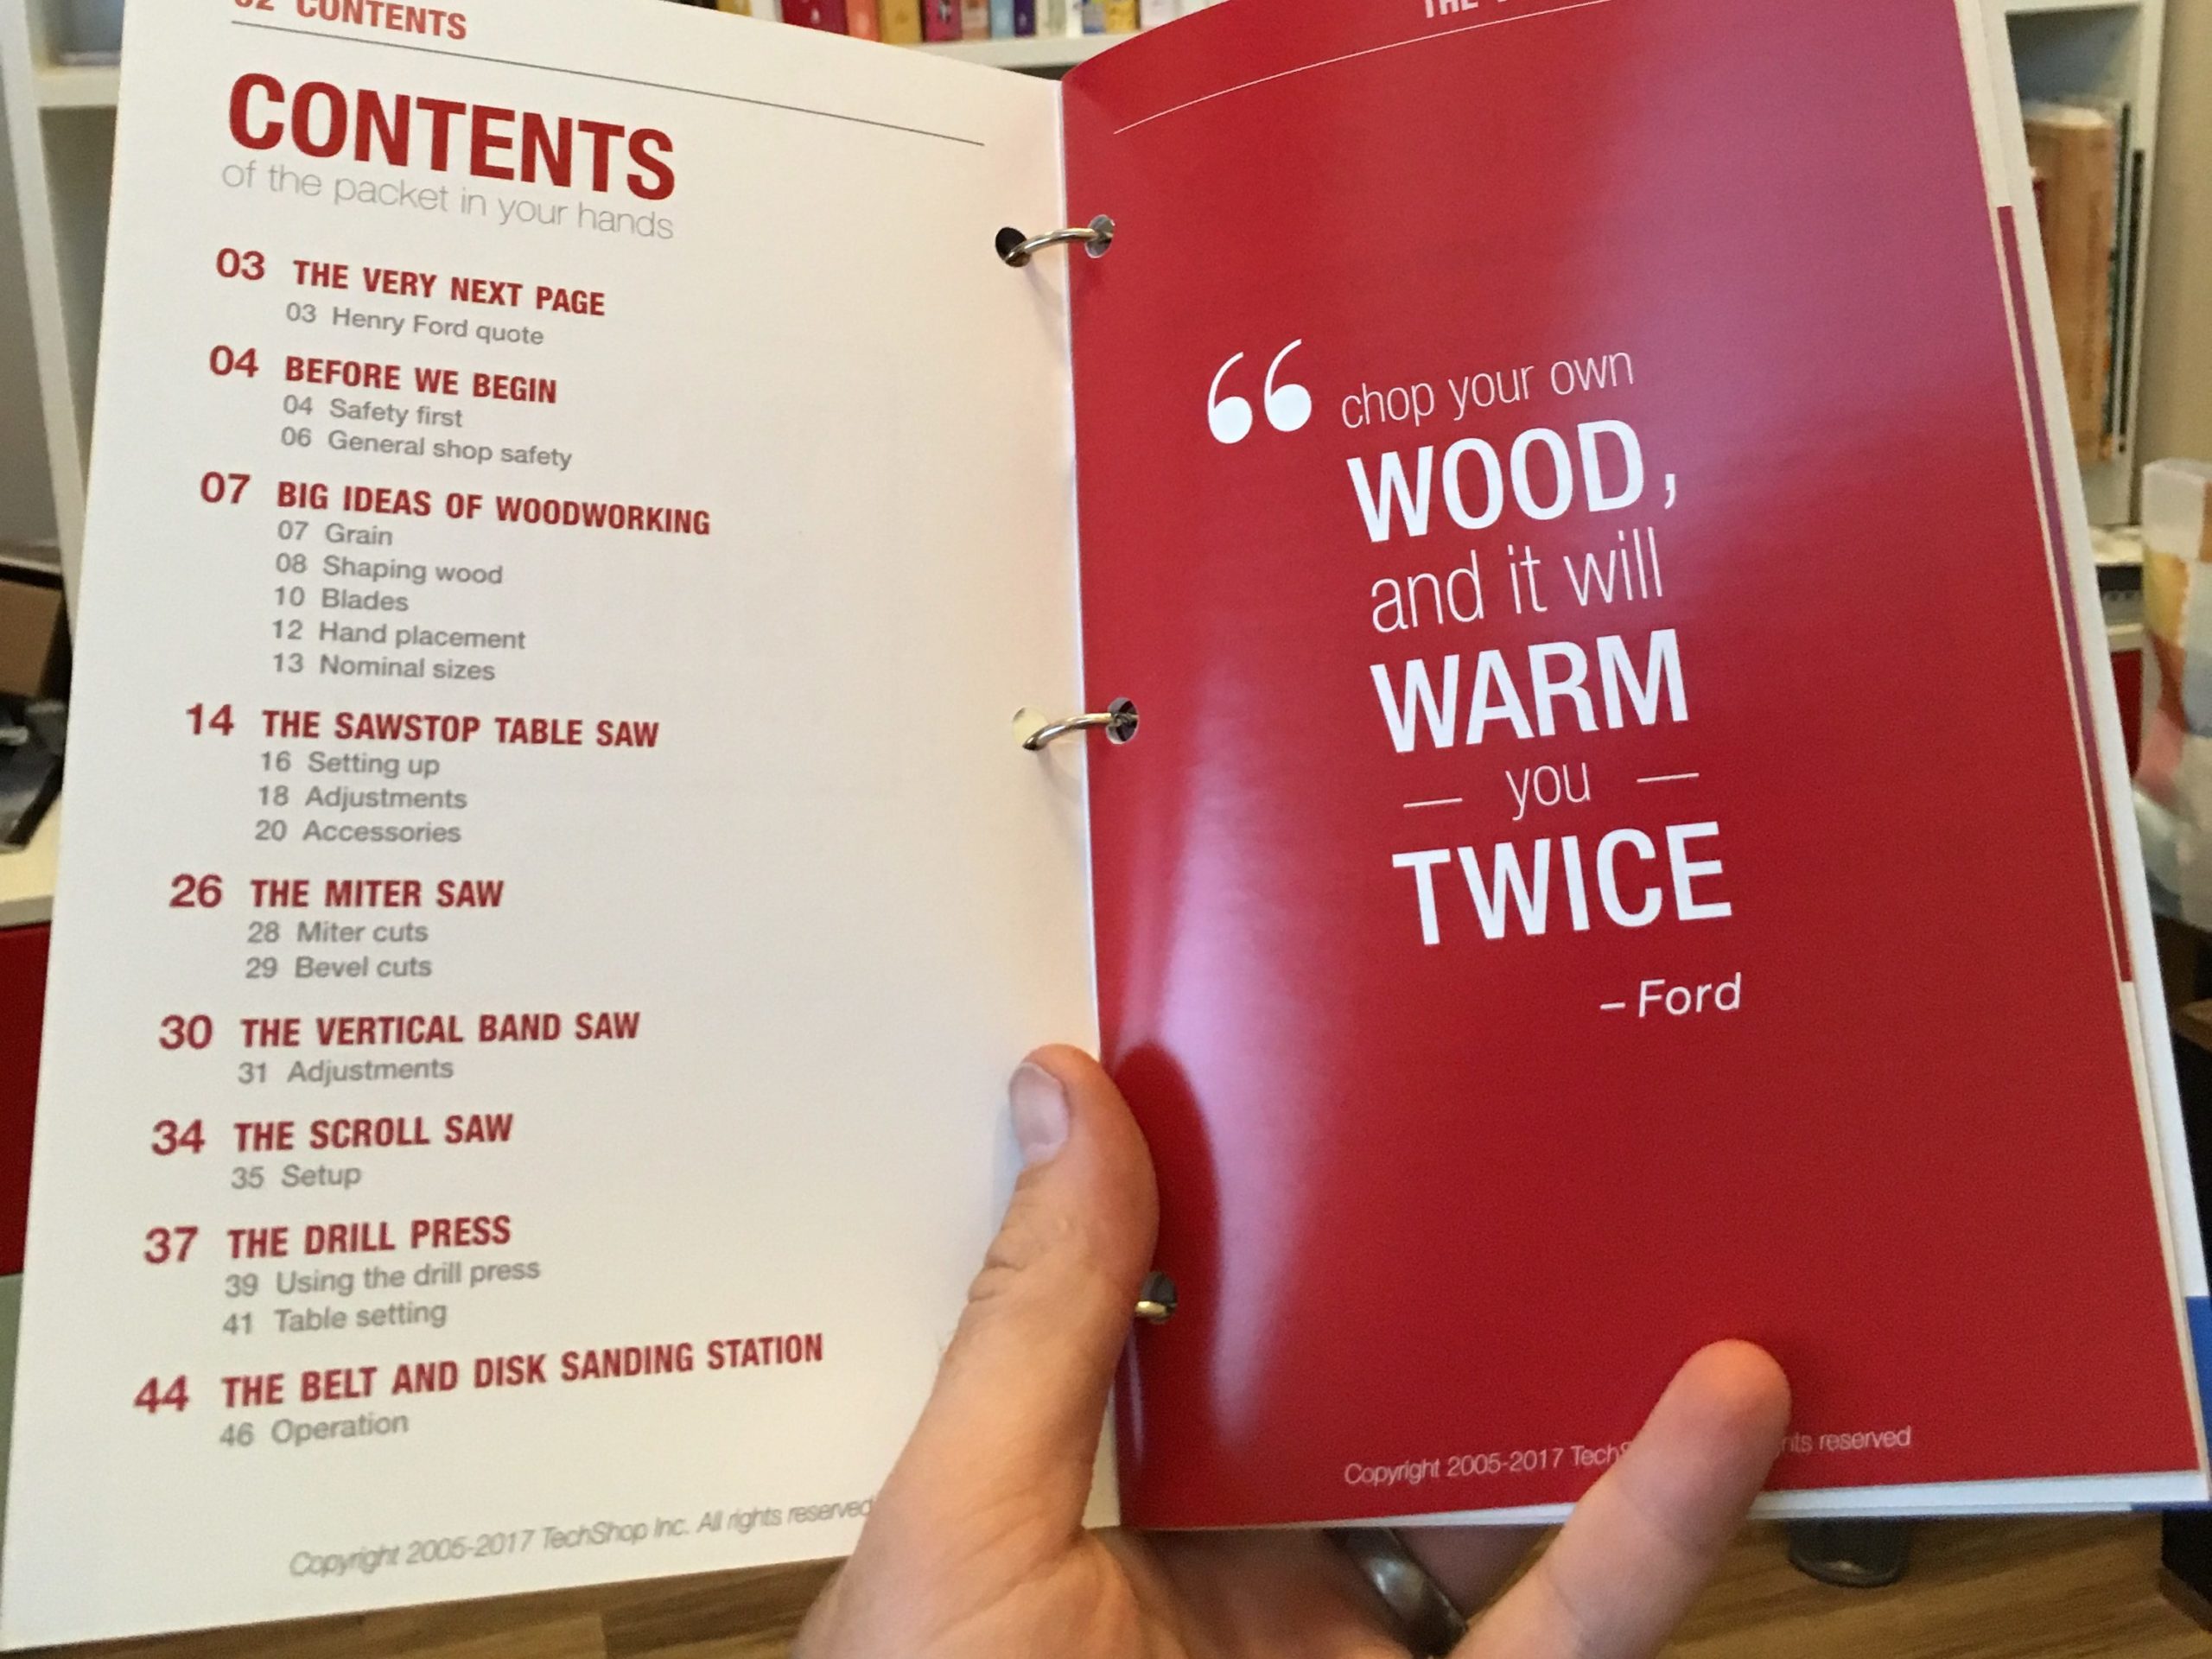 02 CONTENTS
CONTENTS
of the packet in your hands
03 THE VERY NEXT PAGE
03 Henry Ford quote
04 BEFORE WE BEGIN
04 Safety first
06 General shop safety
07 BIG IDEAS OF WOODWORKING
07 Grain
08 Shaping wood
10 Blades
12 Hand placement
13 Nominal sizes
14 THE SAWSTOP TABLE SAW
16 Setting up
18 Adjustments
20 Accessories
26 THE MITER SAW
28 Miter cuts
29 Bevel cuts
30 THE VERTICAL BAND SAW
31 Adjustments
34 THE SCROLL SAW
35 Setup
37 THE DRILL PRESS
39 Using the drill press
41 Table setting
44 THE BELT AND DISK SANDING STATION
46 Operation
Copyright 2005-2017 TechShop Inc. All rights reserved
THE
“ chop your own
WOOD,
and it will
WARM
— you —
TWICE
– Ford
Copyright 2005-2017 reserved